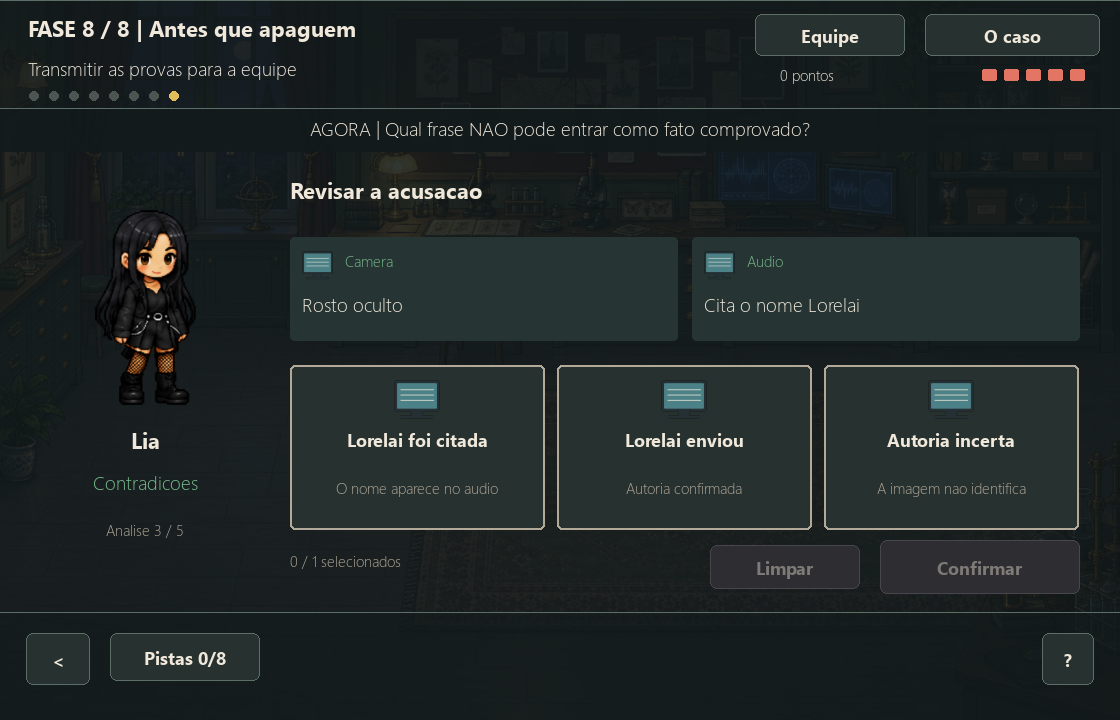 FASE 8 / 8 | Antes que apaguem
Equipe
O caso
Transmitir as provas para a equipe
0 pontos
AGORA | Qual frase NAO pode entrar como fato comprovado?
Revisar a acusacao
Camera
Rosto oculto
Audio
Cita o nome Lorelai
Lorelai foi citada
O nome aparece no audio
Lorelai enviou
Autoria confirmada
Autoria incerta
A imagem nao identifica
Lia
Contradicoes
Analise 3 / 5
0 / 1 selecionados
Limpar
Confirmar
<
Pistas 0/8
?